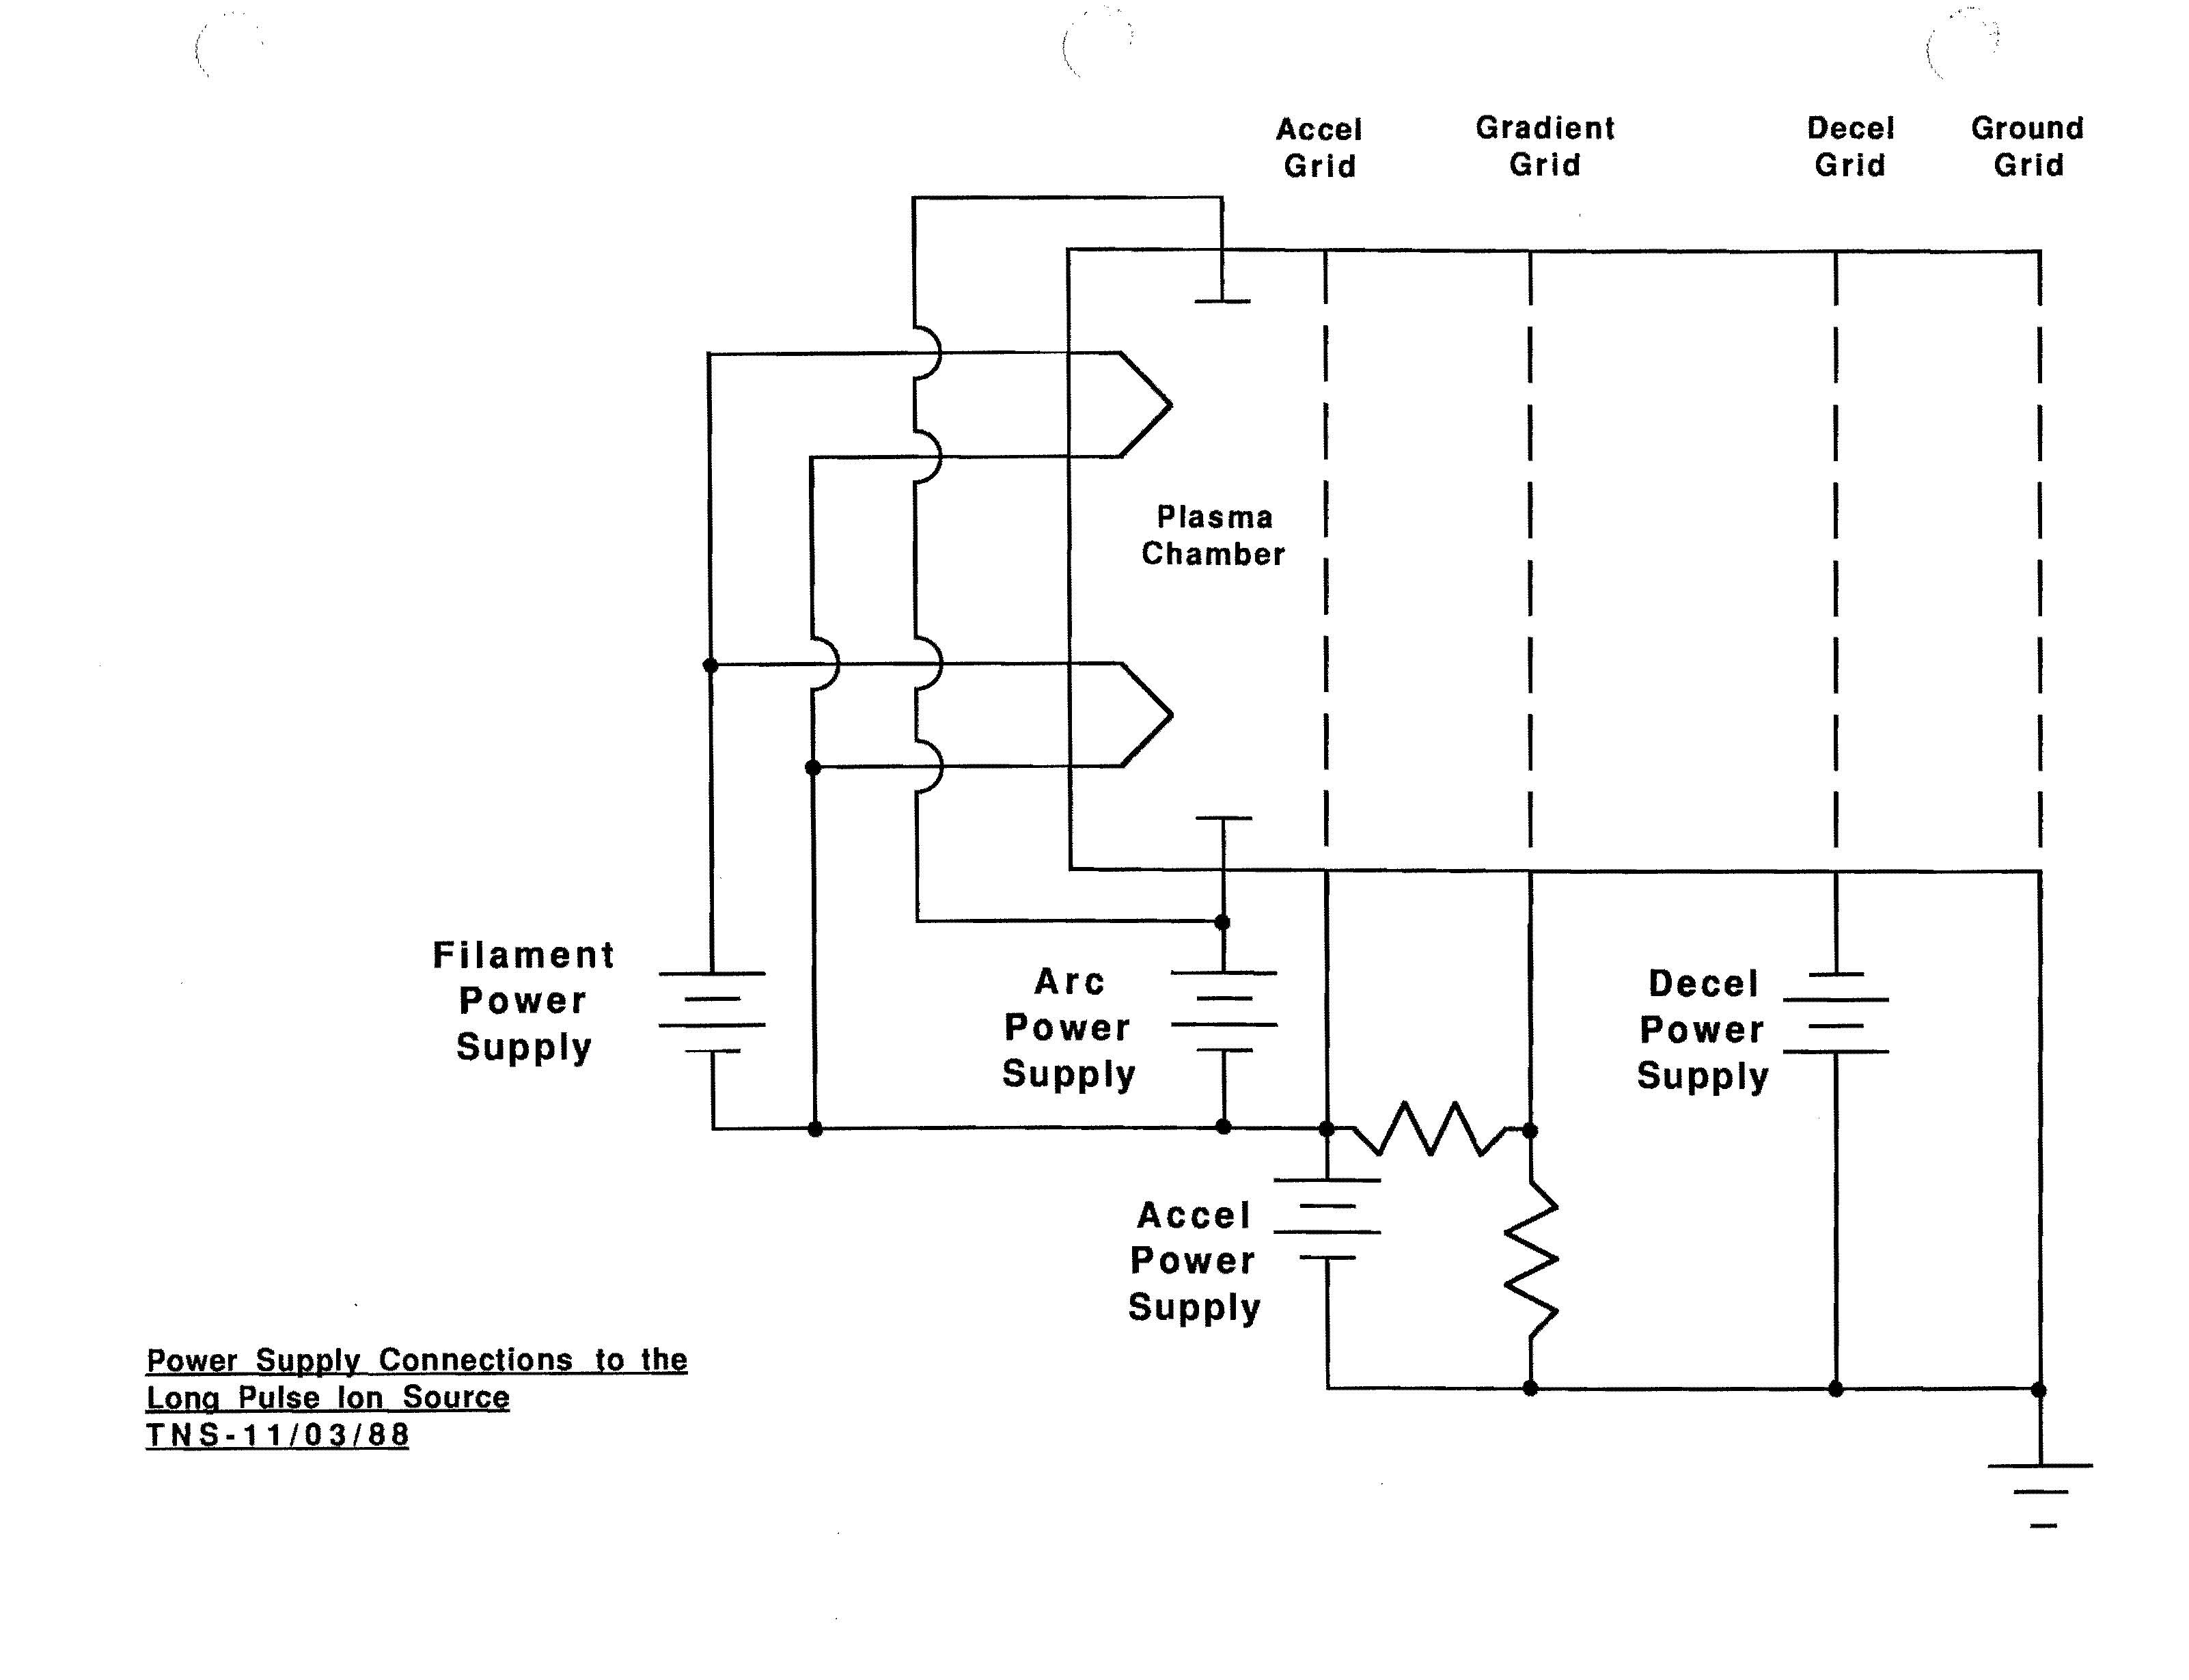 Accel
Grid
Gradient
Grid
Decel
Grid
Ground
Grid
Plasma
Chamber
Filament
Power
Supply
Arc
Power
Supply
Decel
Power
Supply
Accel
Power
Supply
Power Supply Connections to the
Long Pulse Ion Source
TNS-11/03/88